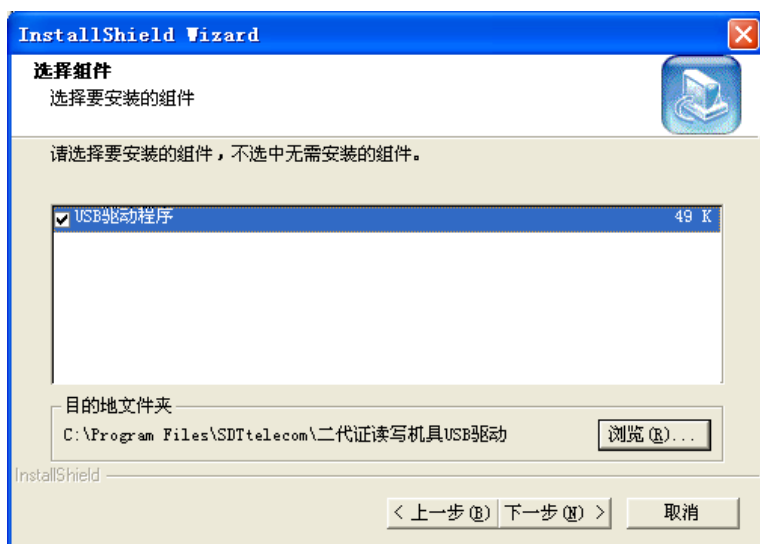 InstallShield Wizard
选择组件
选择要安装的组件
请选择要安装的组件，不选中无需安装的组件。
USB驱动程序 49 K
目的地文件夹
C:\Program Files\SDTtelecom\二代证读写机具USB驱动 浏览(R)...
InstallShield
< 上一步(B) 下一步(N) > 取消